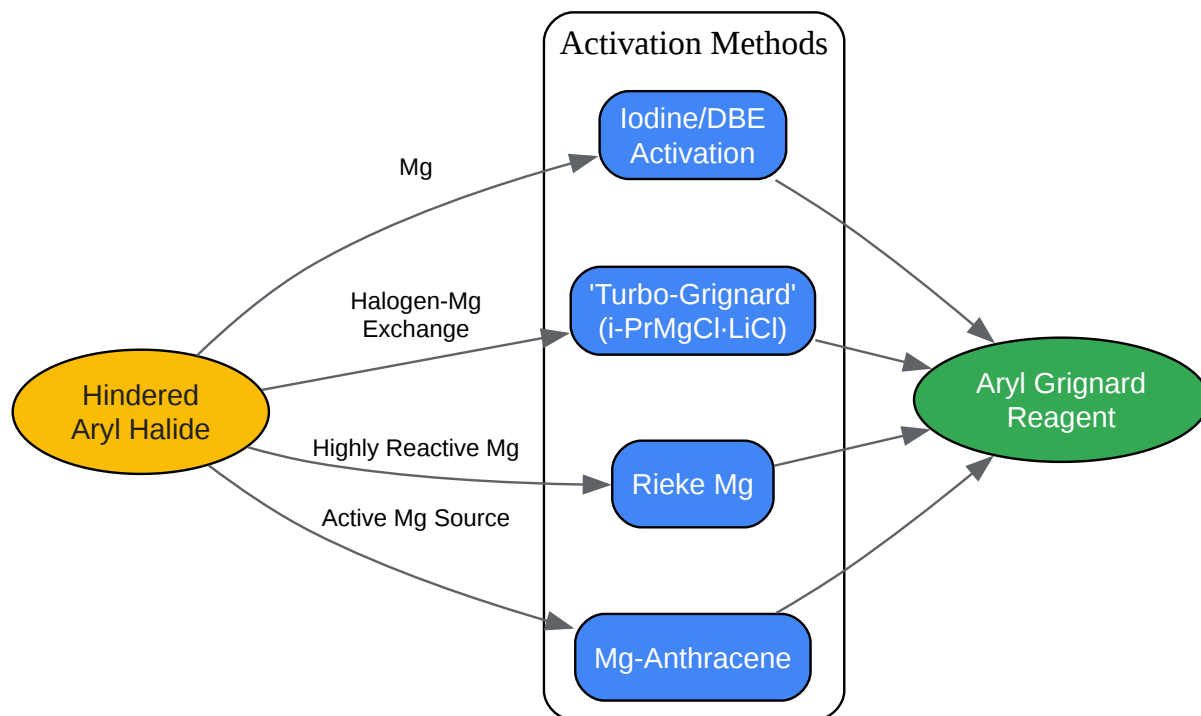 Activation Methods
Iodine/DBE
Activation
Mg
'Turbo-Grignard'
(i-PrMgCl·LiCl)
Halogen-Mg
Exchange
Hindered
Aryl Halide
Aryl Grignard
Reagent
Highly Reactive Mg
Rieke Mg
Active Mg Source
Mg-Anthracene